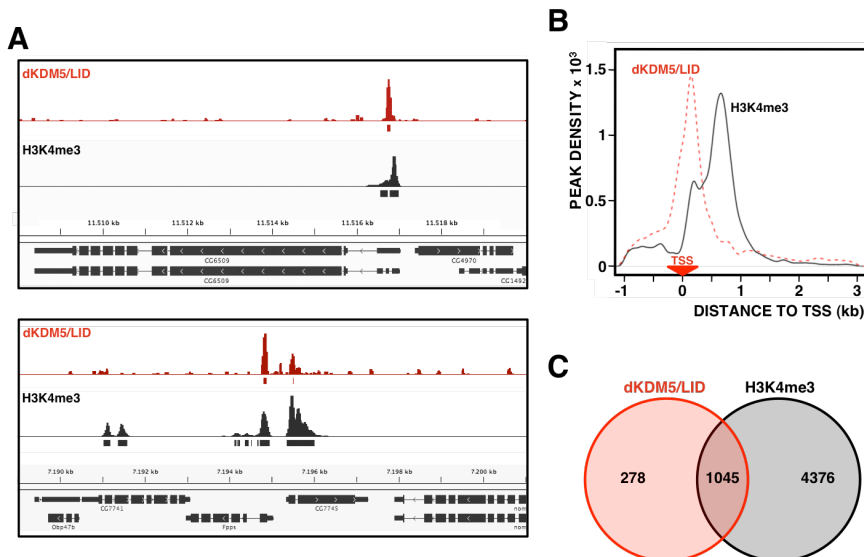 A
dKDM5/LID
H3K4me3
11.510 kb 11.512 kb 11.514 kb 11.516 kb 11.518 kb
CG6509 CG4970
CG6509 CG1492
dKDM5/LID
H3K4me3
7.190 kb 7.192 kb 7.194 kb 7.196 kb 7.198 kb 7.200 kb
CG7741 CG7745 nom
Obp47b Fpps nom
B
PEAK DENSITY x 10³
1.5
1
0.5
0
dKDM5/LID
H3K4me3
TSS
-1 0 1 2 3
DISTANCE TO TSS (kb)
C
dKDM5/LID H3K4me3
278 1045 4376